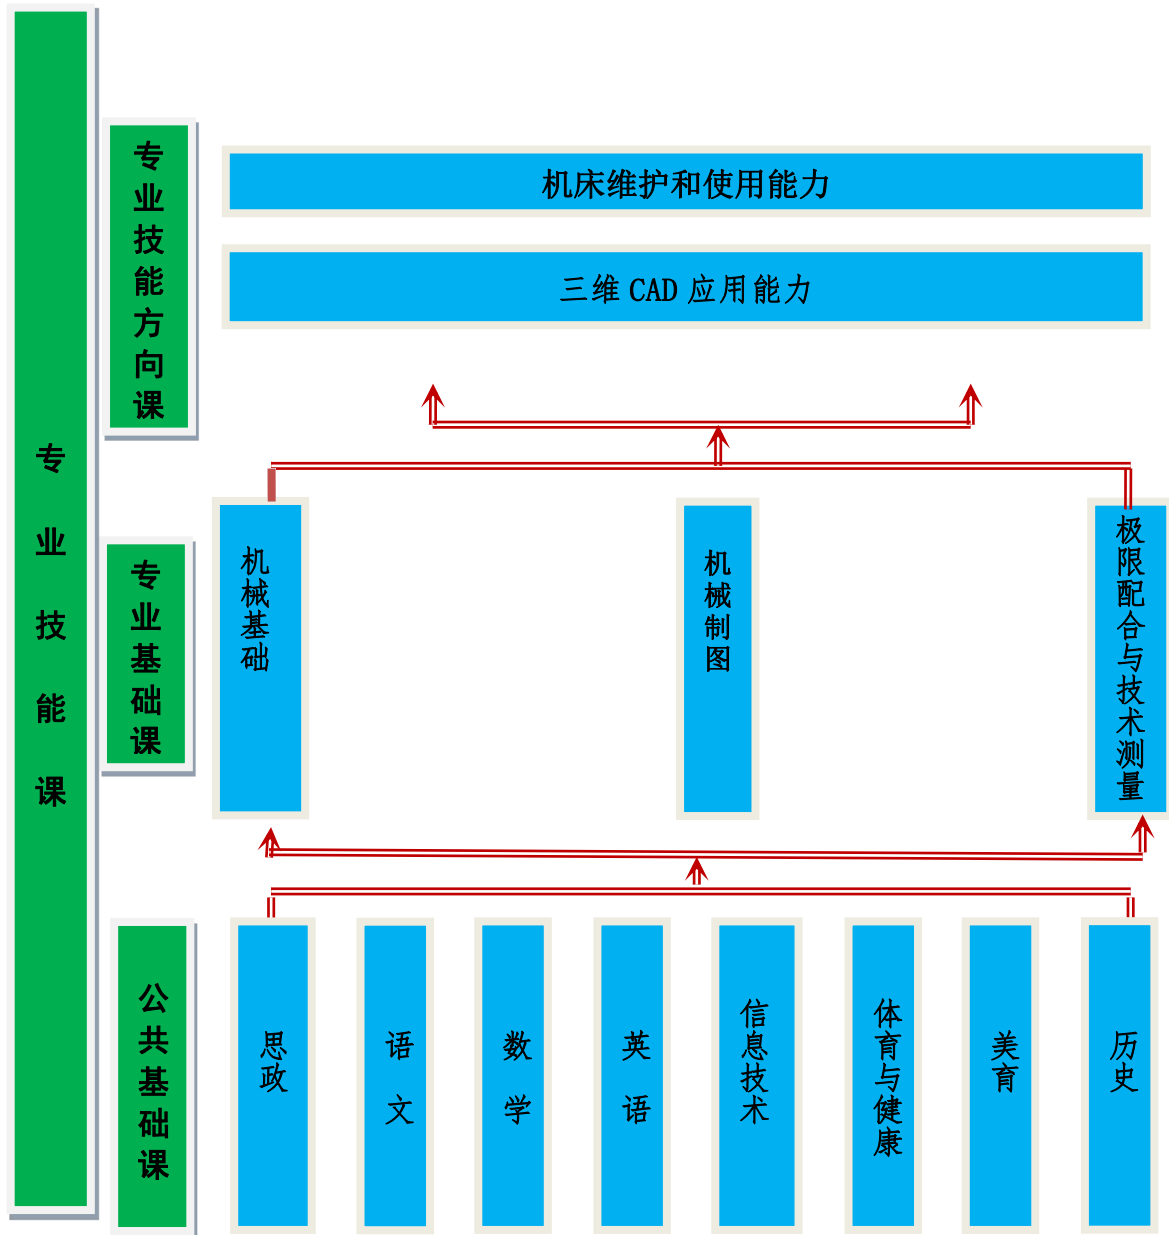 专业技能课
专业技能方向课
机床维护和使用能力
三维 CAD 应用能力
专业基础课
机械基础
机械制图
极限配合与技术测量
公共基础课
思政
语文
数学
英语
信息技术
体育与健康
美育
历史